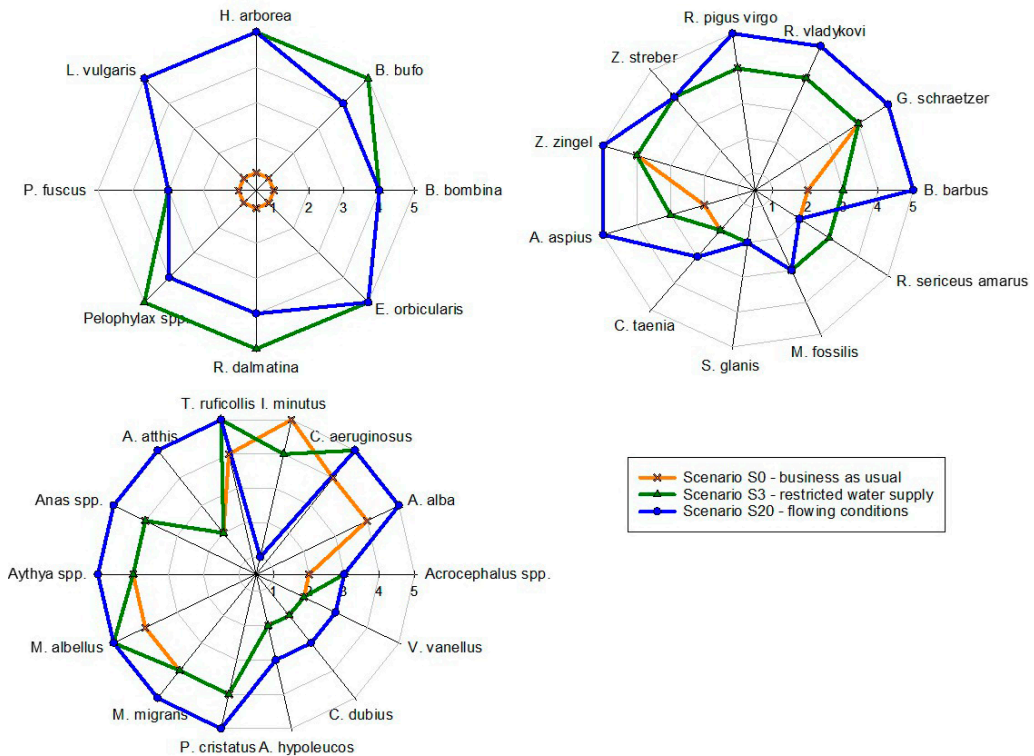 H. arborea
L. vulgaris
B. bufo
P. fuscus
1 2 3 4 5
B. bombina
Pelophylax spp.
E. orbicularis
R. dalmatina
R. pigus virgo
R. vladykovi
Z. streber
G. schraetzer
Z. zingel
1 2 3 4 5
B. barbus
A. aspius
R. sericeus amarus
C. taenia
M. fossilis
S. glanis
T. ruficollis I. minutus
A. atthis
C. aeruginosus
Anas spp.
A. alba
Aythya spp.
1 2 3 4 5
Acrocephalus spp.
M. albellus
V. vanellus
M. migrans
C. dubius
P. cristatus A. hypoleucos
Scenario S0 - business as usual
Scenario S3 - restricted water supply
Scenario S20 - flowing conditions